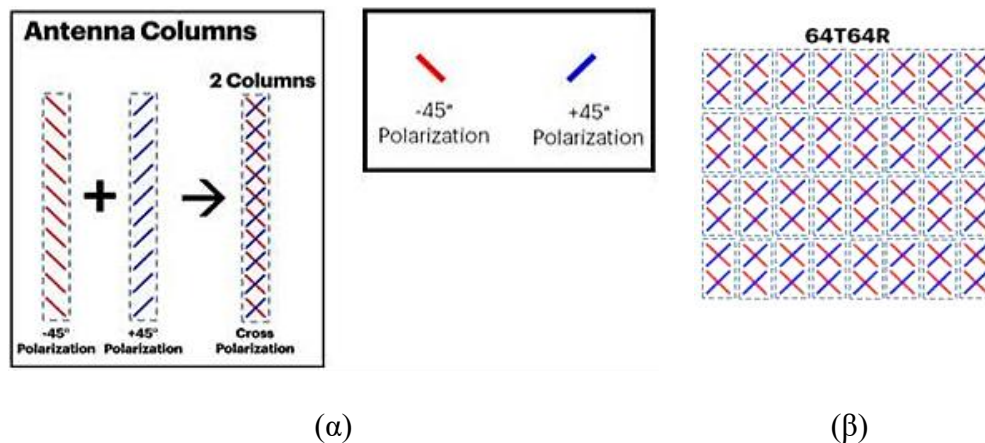 Antenna Columns
2 Columns
-45°
Polarization
+45°
Polarization
Cross
Polarization
-45°
Polarization
+45°
Polarization
64T64R
(α)
(β)